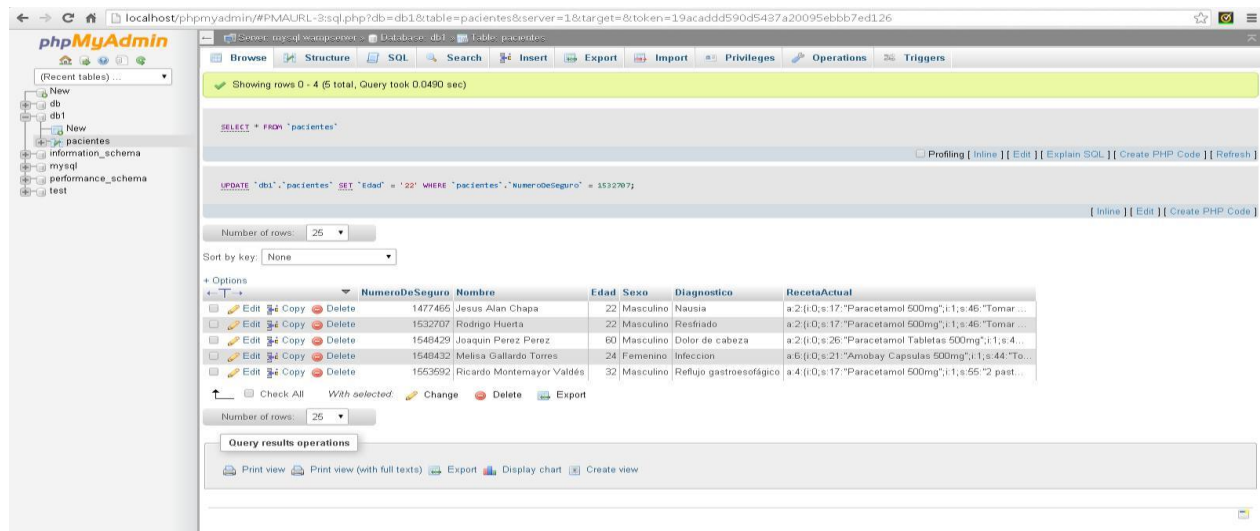 localhost/phpmyadmin/#PMAURL-3:sql.php?db=db1&table=pacientes&server=1&target=&token=19acaddd590d5437a20095ebbb7ed126
phpMyAdmin
(Recent tables) ...
New
db
db1
New
pacientes
information_schema
mysql
performance_schema
test
Server: mysql wampserver » Database: db1 » Table: pacientes
Browse Structure SQL Search Insert Export Import Privileges Operations Triggers
Showing rows 0 - 4 (5 total, Query took 0.0490 sec)
SELECT * FROM `pacientes`
Profiling [ Inline ] [ Edit ] [ Explain SQL ] [ Create PHP Code ] [ Refresh ]
UPDATE `db1`.`pacientes` SET `Edad` = '22' WHERE `pacientes`.`NumeroDeSeguro` = 1532707;
[ Inline ] [ Edit ] [ Create PHP Code ]
Number of rows: 25
Sort by key: None
+ Options
←T→ NumeroDeSeguro Nombre Edad Sexo Diagnostico RecetaActual
Edit Copy Delete 1477465 Jesus Alan Chapa 22 Masculino Nausia a:2:{i:0;s:17:"Paracetamol 500mg";i:1;s:46:"Tomar ...
Edit Copy Delete 1532707 Rodrigo Huerta 22 Masculino Resfriado a:2:{i:0;s:17:"Paracetamol 500mg";i:1;s:46:"Tomar ...
Edit Copy Delete 1548429 Joaquin Perez Perez 60 Masculino Dolor de cabeza a:2:{i:0;s:26:"Paracetamol Tabletas 500mg";i:1;s:4...
Edit Copy Delete 1548432 Melisa Gallardo Torres 24 Femenino Infeccion a:6:{i:0;s:21:"Amobay Capsulas 500mg";i:1;s:44:"To...
Edit Copy Delete 1553592 Ricardo Montemayor Valdés 32 Masculino Reflujo gastroesofágico a:4:{i:0;s:17:"Paracetamol 500mg";i:1;s:55:"2 past...
Check All With selected: Change Delete Export
Number of rows: 25
Query results operations
Print view Print view (with full texts) Export Display chart Create view